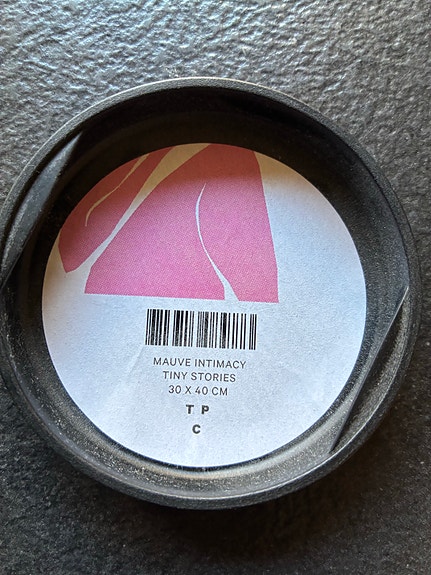 MAUVE INTIMACY
TINY STORIES
30 X 40 CM
T P
C